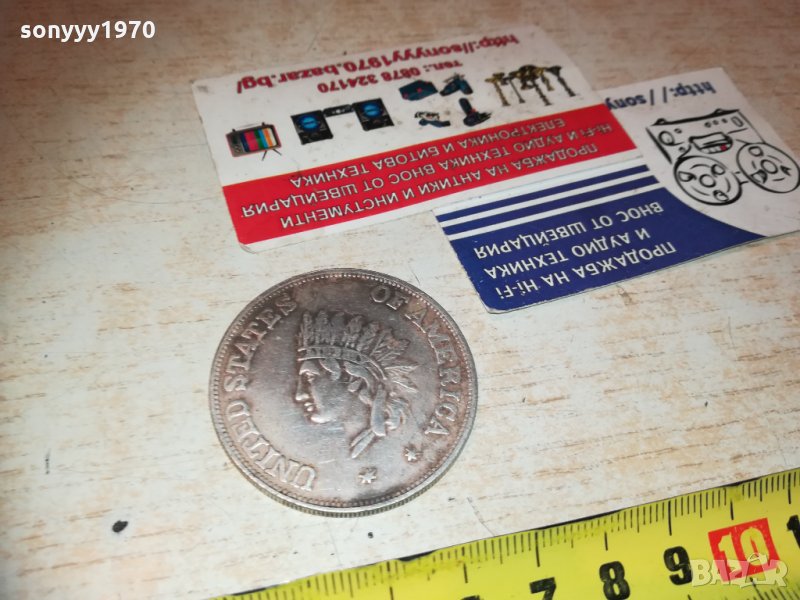 sonyyy1970
http://sonyyy1970.bazar.bg/
тел.: 0878 324170
ПРОДАЖБА НА АНТИКИ И ИНСТУМЕНТИ
Hi-Fi И АУДИО ТЕХНИКА ВНОС ОТ ШВЕЙЦАРИЯ
ЕЛЕКТРОНИКА И БИТОВА ТЕХНИКА
http://sony
ПРОДАЖБА НА Hi-Fi
И АУДИО ТЕХНИКА
ВНОС ОТ ШВЕЙЦАРИЯ
UNITED STATES OF AMERICA
7 8 9 10 1
BAZAR